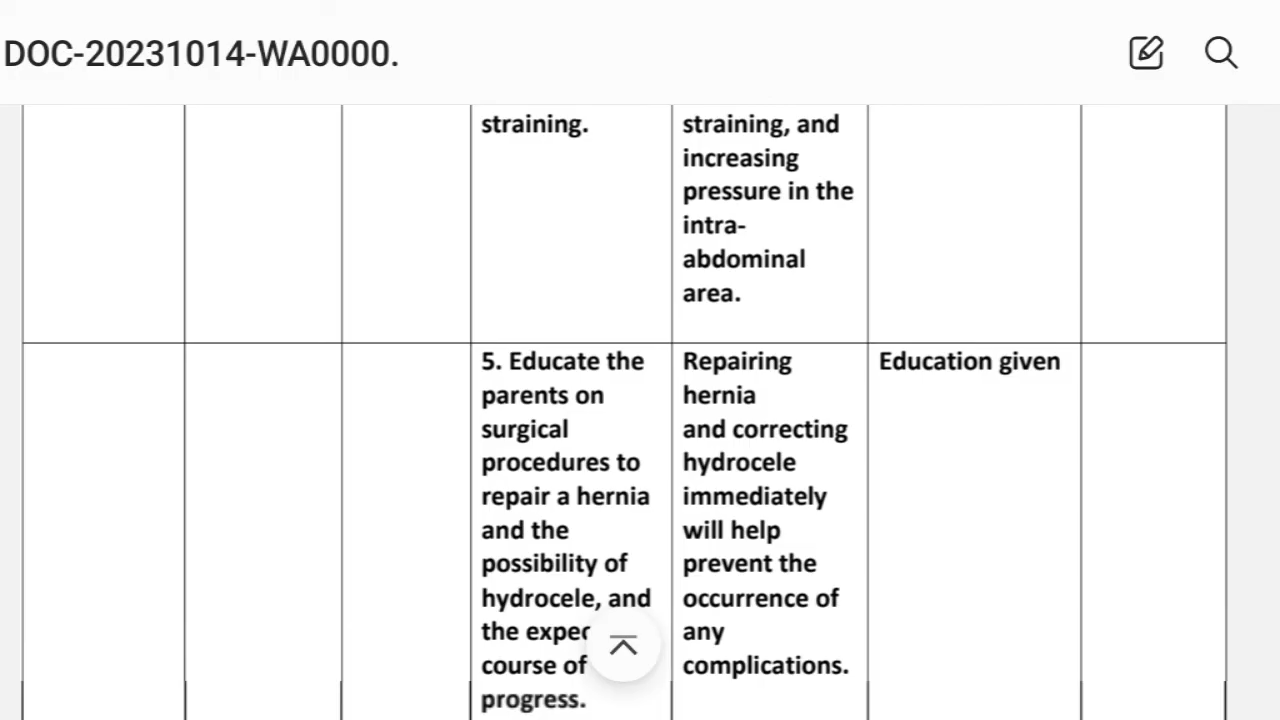 DOC-20231014-WA0000.
straining.
straining, and
increasing
pressure in the
intra-
abdominal
area.
5. Educate the
parents on
surgical
procedures to
repair a hernia
and the
possibility of
hydrocele, and
the
course of
progress.
Repairing
hernia
and correcting
hydrocele
immediately
will help
prevent the
occurrence of
any
complications.
Education given